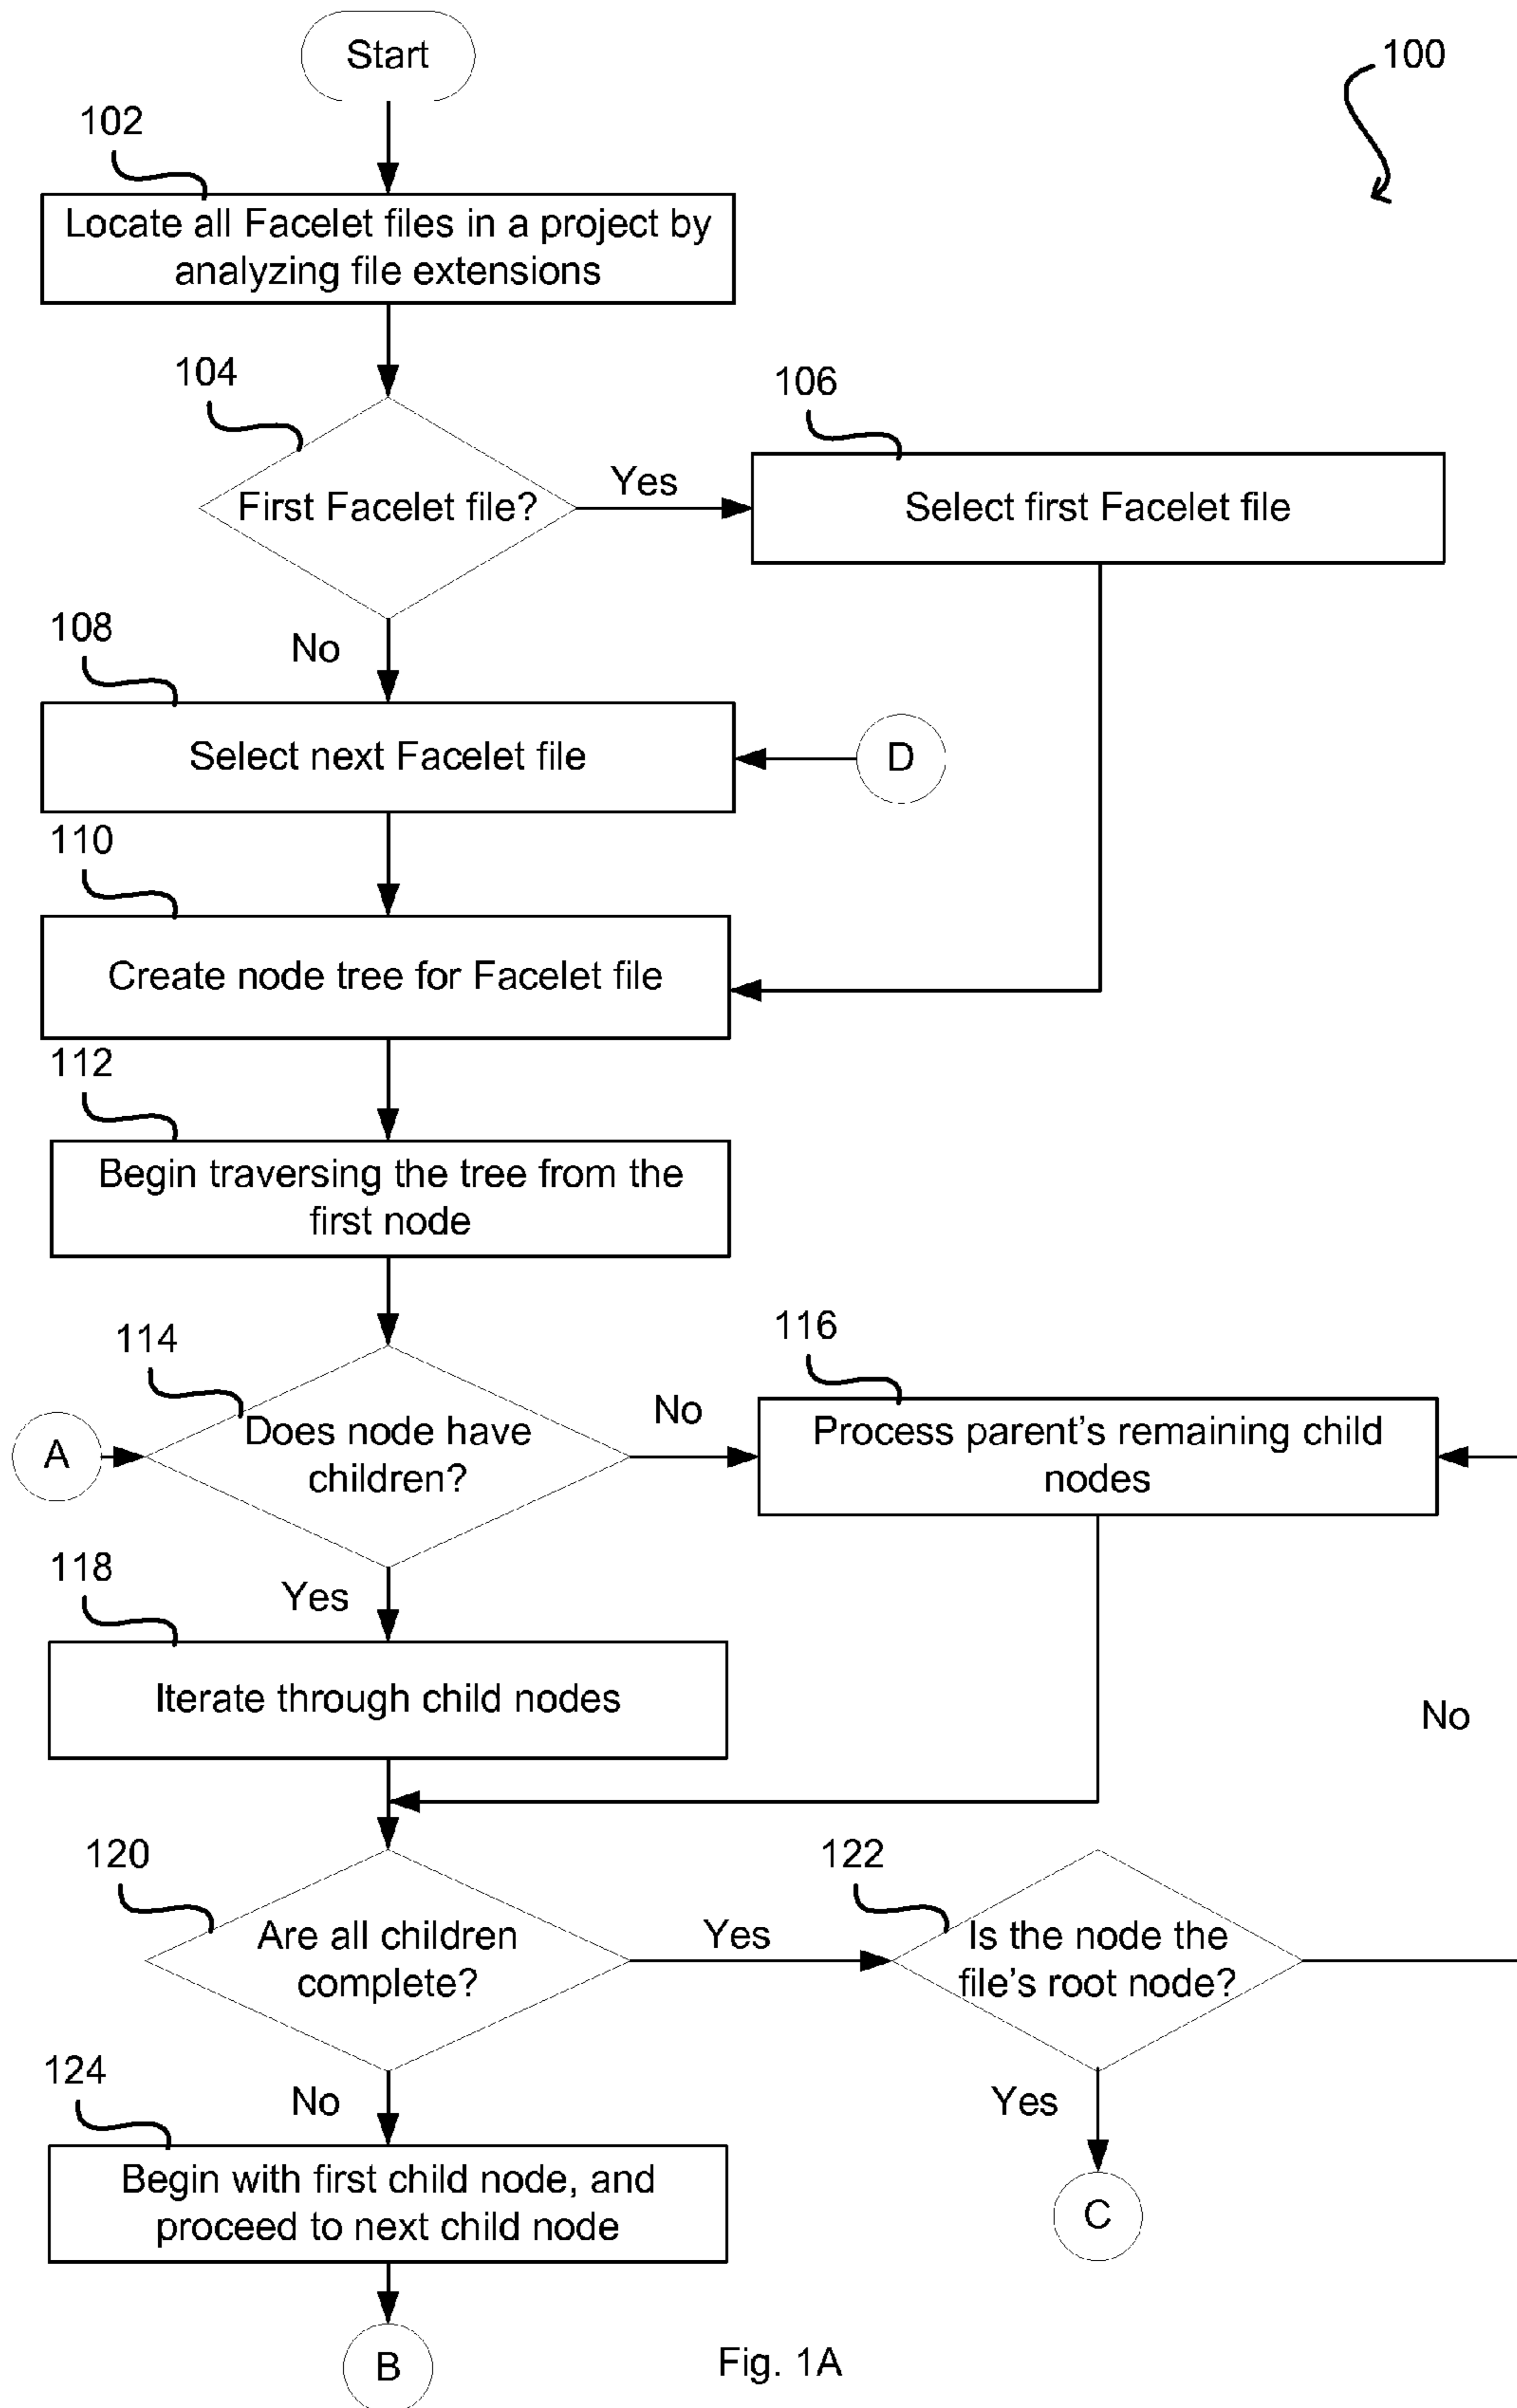 Start
100
102
Locate all Facelet files in a project by
analyzing file extensions
104
106
First Facelet file?
Yes
Select first Facelet file
No
108
Select next Facelet file
D
110
Create node tree for Facelet file
112
Begin traversing the tree from the
first node
114
116
A
Does node have
children?
No
Process parent's remaining child
nodes
118
Yes
Iterate through child nodes
No
120
122
Are all children
complete?
Yes
Is the node the
file's root node?
124
No
Yes
Begin with first child node, and
proceed to next child node
C
B
Fig. 1A